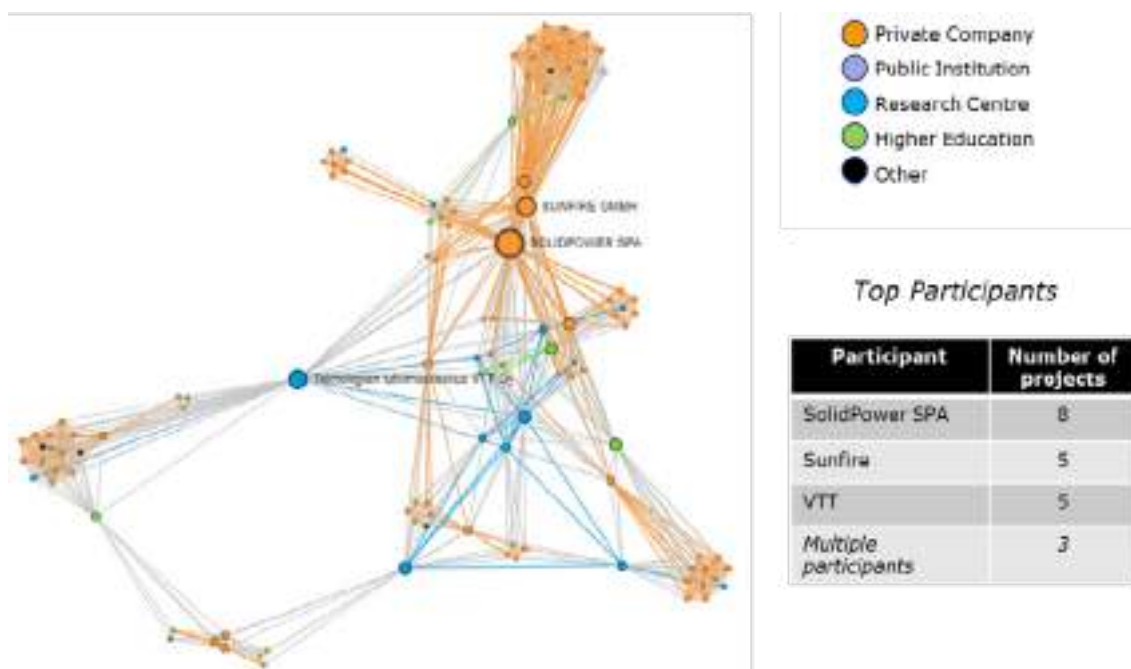 Private Company
Public Institution
Research Centre
Higher Education
Other
SUNFIRE GMBH
SOLIDPOWER SPA
VTT
Top Participants
Participant Number of projects
SolidPower SPA 8
Sunfire 5
VTT 5
Multiple participants 3